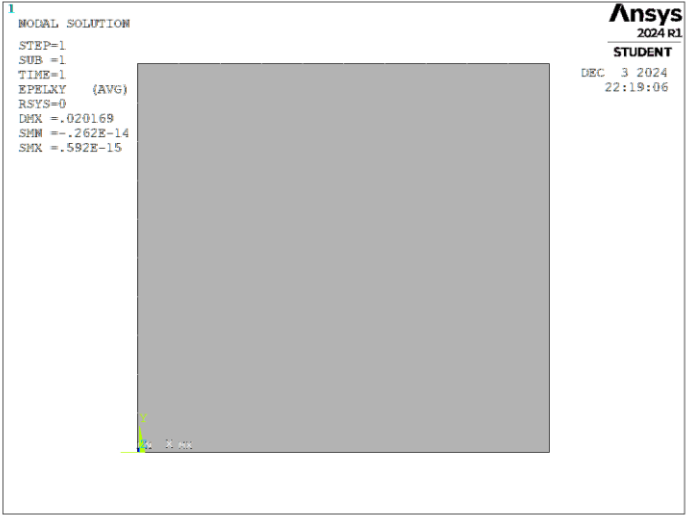 1
NODAL SOLUTION
STEP=1
SUB =1
TIME=1
EPELXY (AVG)
RSYS=0
DMX =.020169
SMN =-.262E-14
SMX =.592E-15
Ansys
2024 R1
STUDENT
DEC 3 2024
22:19:06
Y
X MX